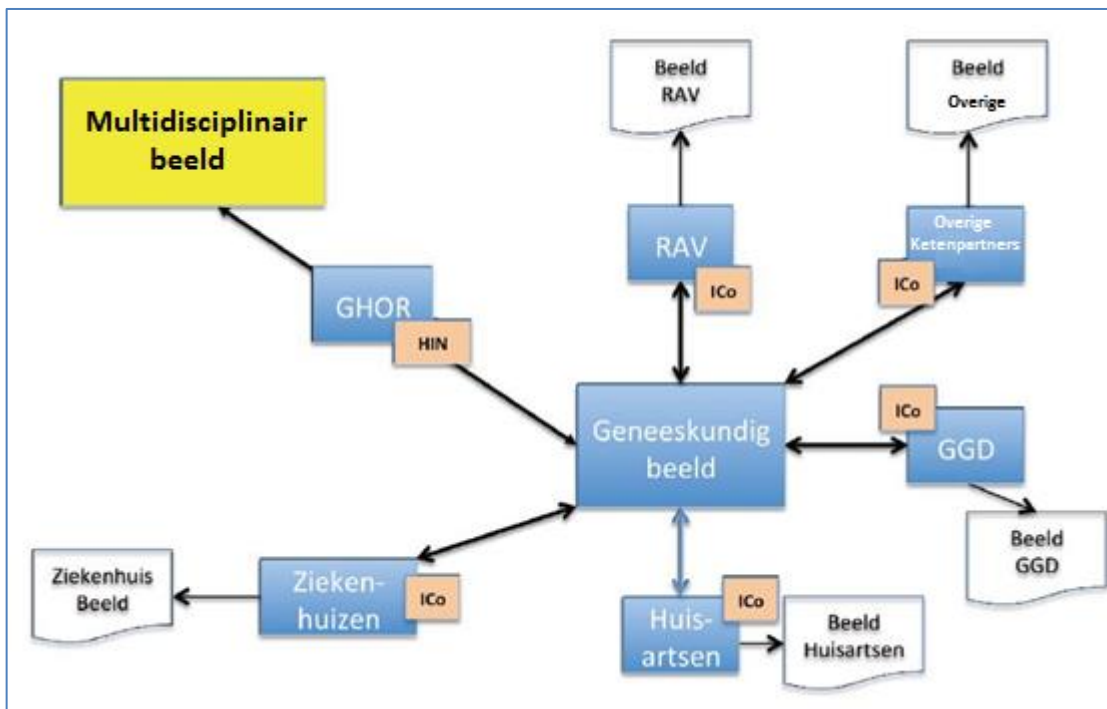 Beeld
RAV
Beeld
Overige
Multidisciplinair
beeld
RAV
ICo
Overige
Ketenpartners
ICo
GHOR
HIN
Geneeskundig
beeld
ICo
GGD
Beeld
GGD
Ziekenhuis
Beeld
Zieken-
huizen
ICo
Huis-
artsen
ICo
Beeld
Huisartsen